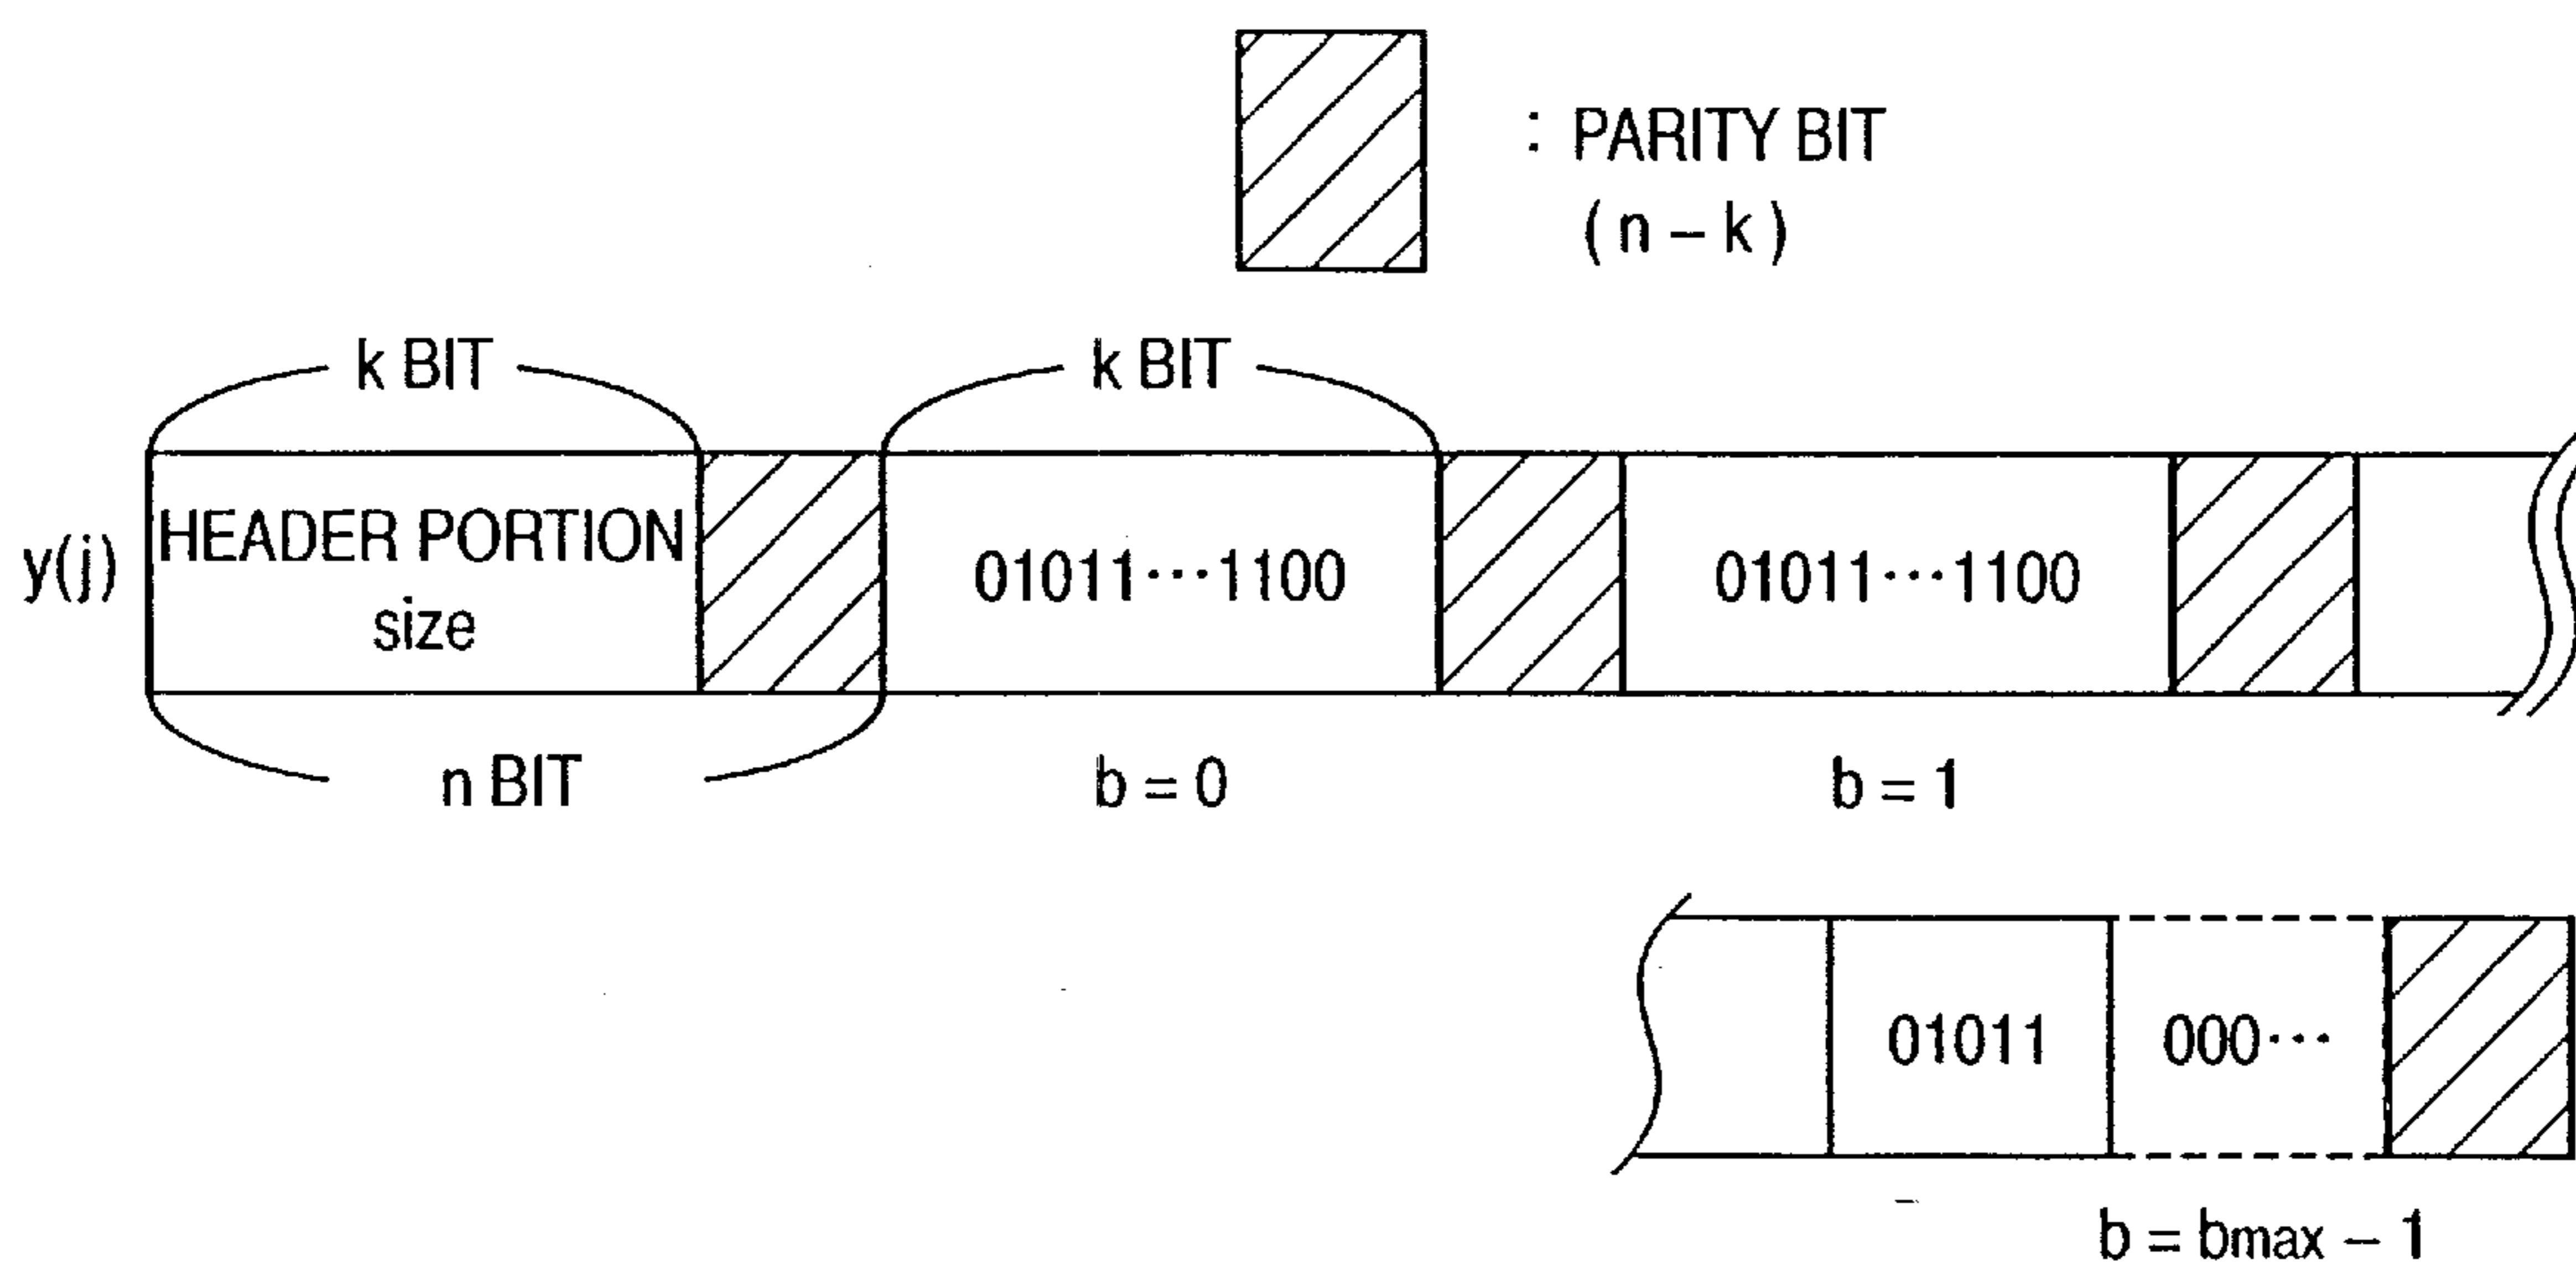 : PARITY BIT
( n – k )
k BIT
k BIT
y(j)
HEADER PORTION
size
01011···1100
01011···1100
n BIT
b = 0
b = 1
01011
000···
b = bmax – 1